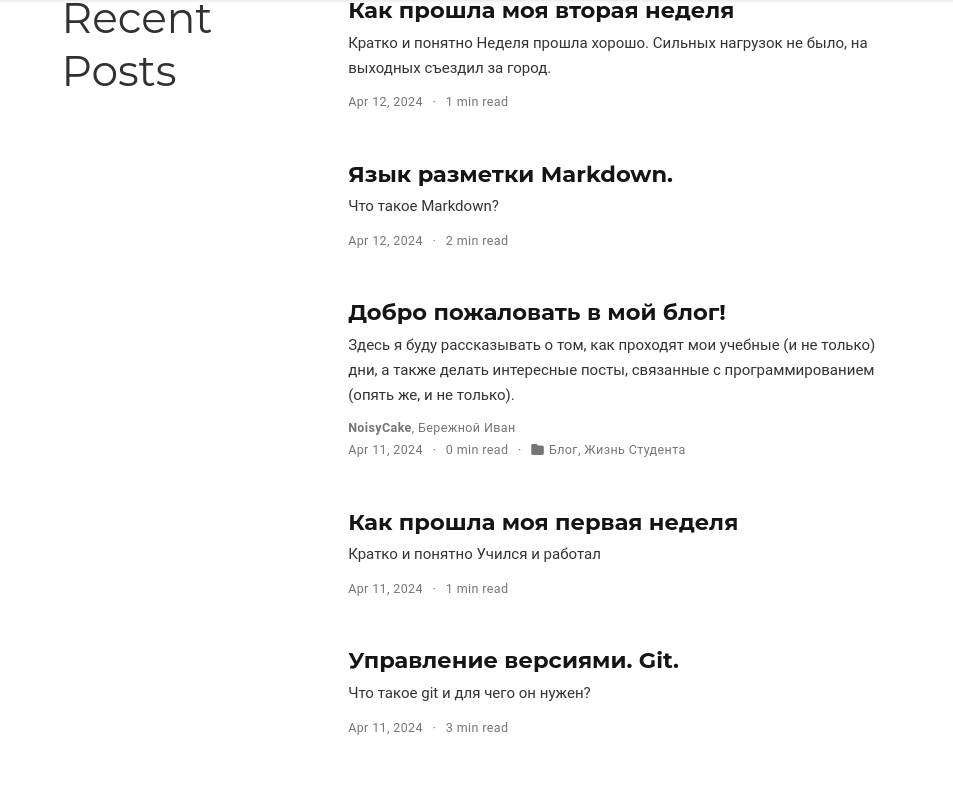 Recent
Posts
Как прошла моя вторая неделя
Кратко и понятно Неделя прошла хорошо. Сильных нагрузок не было, на
выходных съездил за город.
Apr 12, 2024 · 1 min read
Язык разметки Markdown.
Что такое Markdown?
Apr 12, 2024 · 2 min read
Добро пожаловать в мой блог!
Здесь я буду рассказывать о том, как проходят мои учебные (и не только)
дни, а также делать интересные посты, связанные с программированием
(опять же, и не только).
NoisyCake, Бережной Иван
Apr 11, 2024 · 0 min read · Блог, Жизнь Студента
Как прошла моя первая неделя
Кратко и понятно Учился и работал
Apr 11, 2024 · 1 min read
Управление версиями. Git.
Что такое git и для чего он нужен?
Apr 11, 2024 · 3 min read